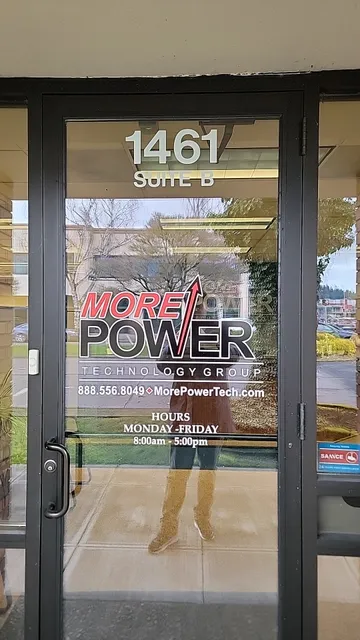 1461
SUITE B
MORE
POWER
TECHNOLOGY GROUP
888.556.8049 MorePowerTech.com
HOURS
MONDAY -FRIDAY
8:00am - 5:00pm